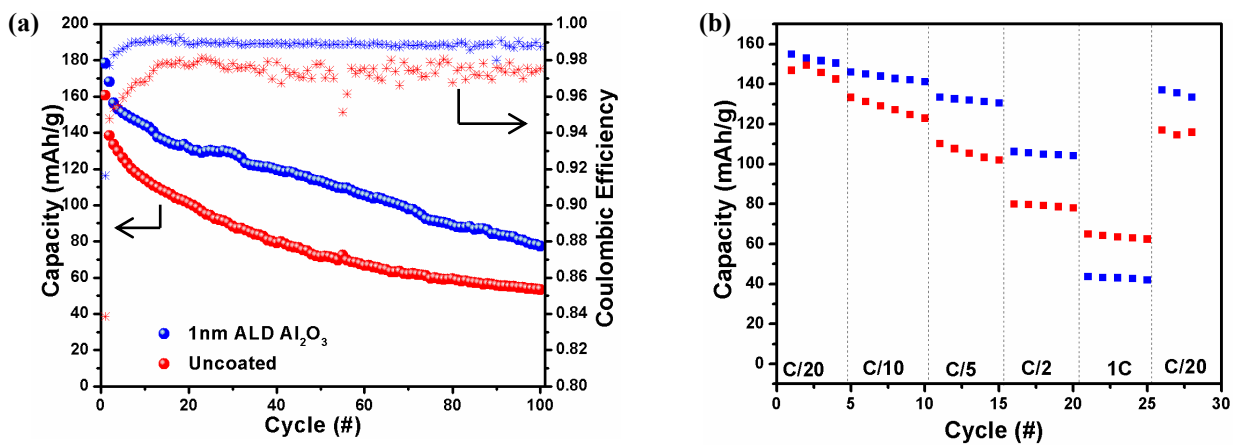 (a)
200
180
160
140
120
100
80
60
40
20
0
Capacity (mAh/g)
1.00
0.98
0.96
0.94
0.92
0.90
0.88
0.86
0.84
0.82
0.80
Coulombic Efficiency
1nm ALD Al₂O₃
Uncoated
0 20 40 60 80 100
Cycle (#)
(b)
160
140
120
100
80
60
40
20
0
Capacity (mAh/g)
C/20 C/10 C/5 C/2 1C C/20
0 5 10 15 20 25 30
Cycle (#)